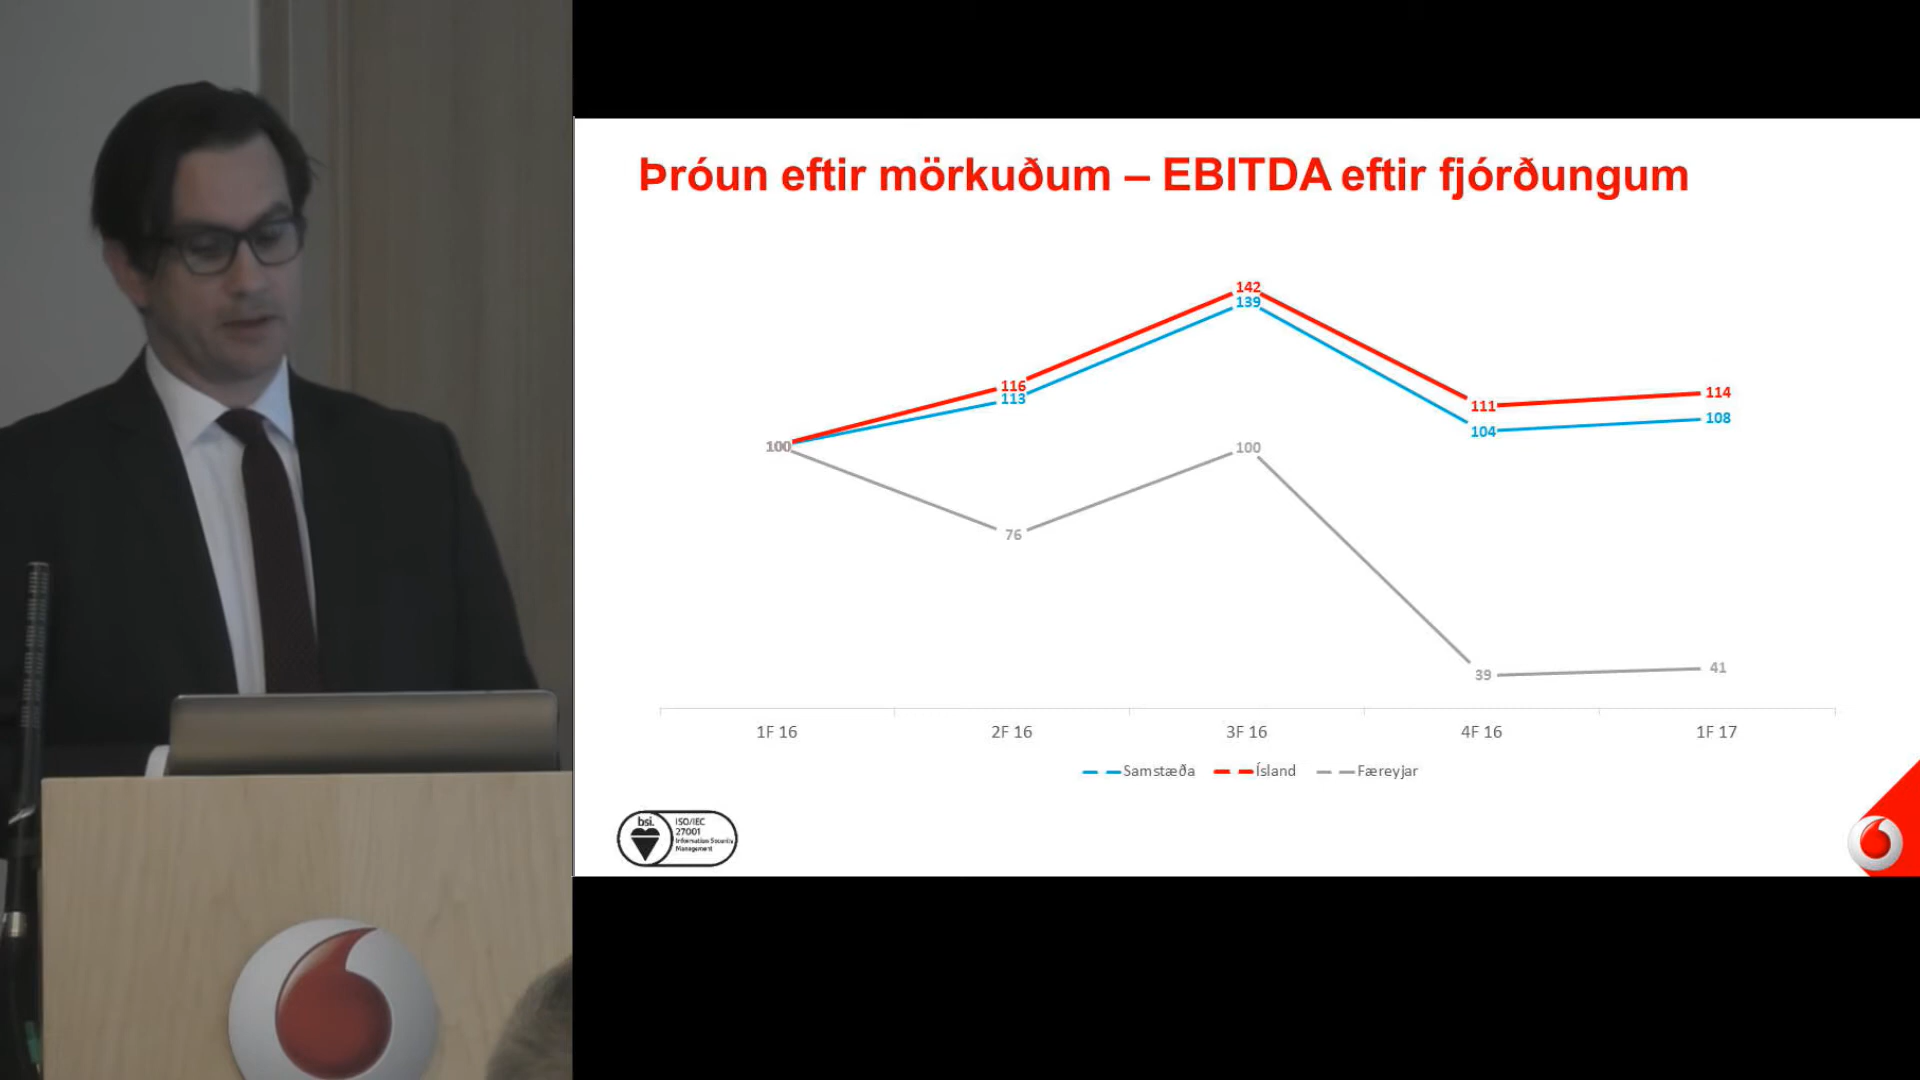 Þróun eftir mörkuðum – EBITDA eftir fjórðungum
142
139
116
113
114
111
108
104
100
100
76
39
41
1F 16 2F 16 3F 16 4F 16 1F 17
Samstæða Ísland Færeyjar
bsi.
ISO/IEC
27001
Information Security
Management